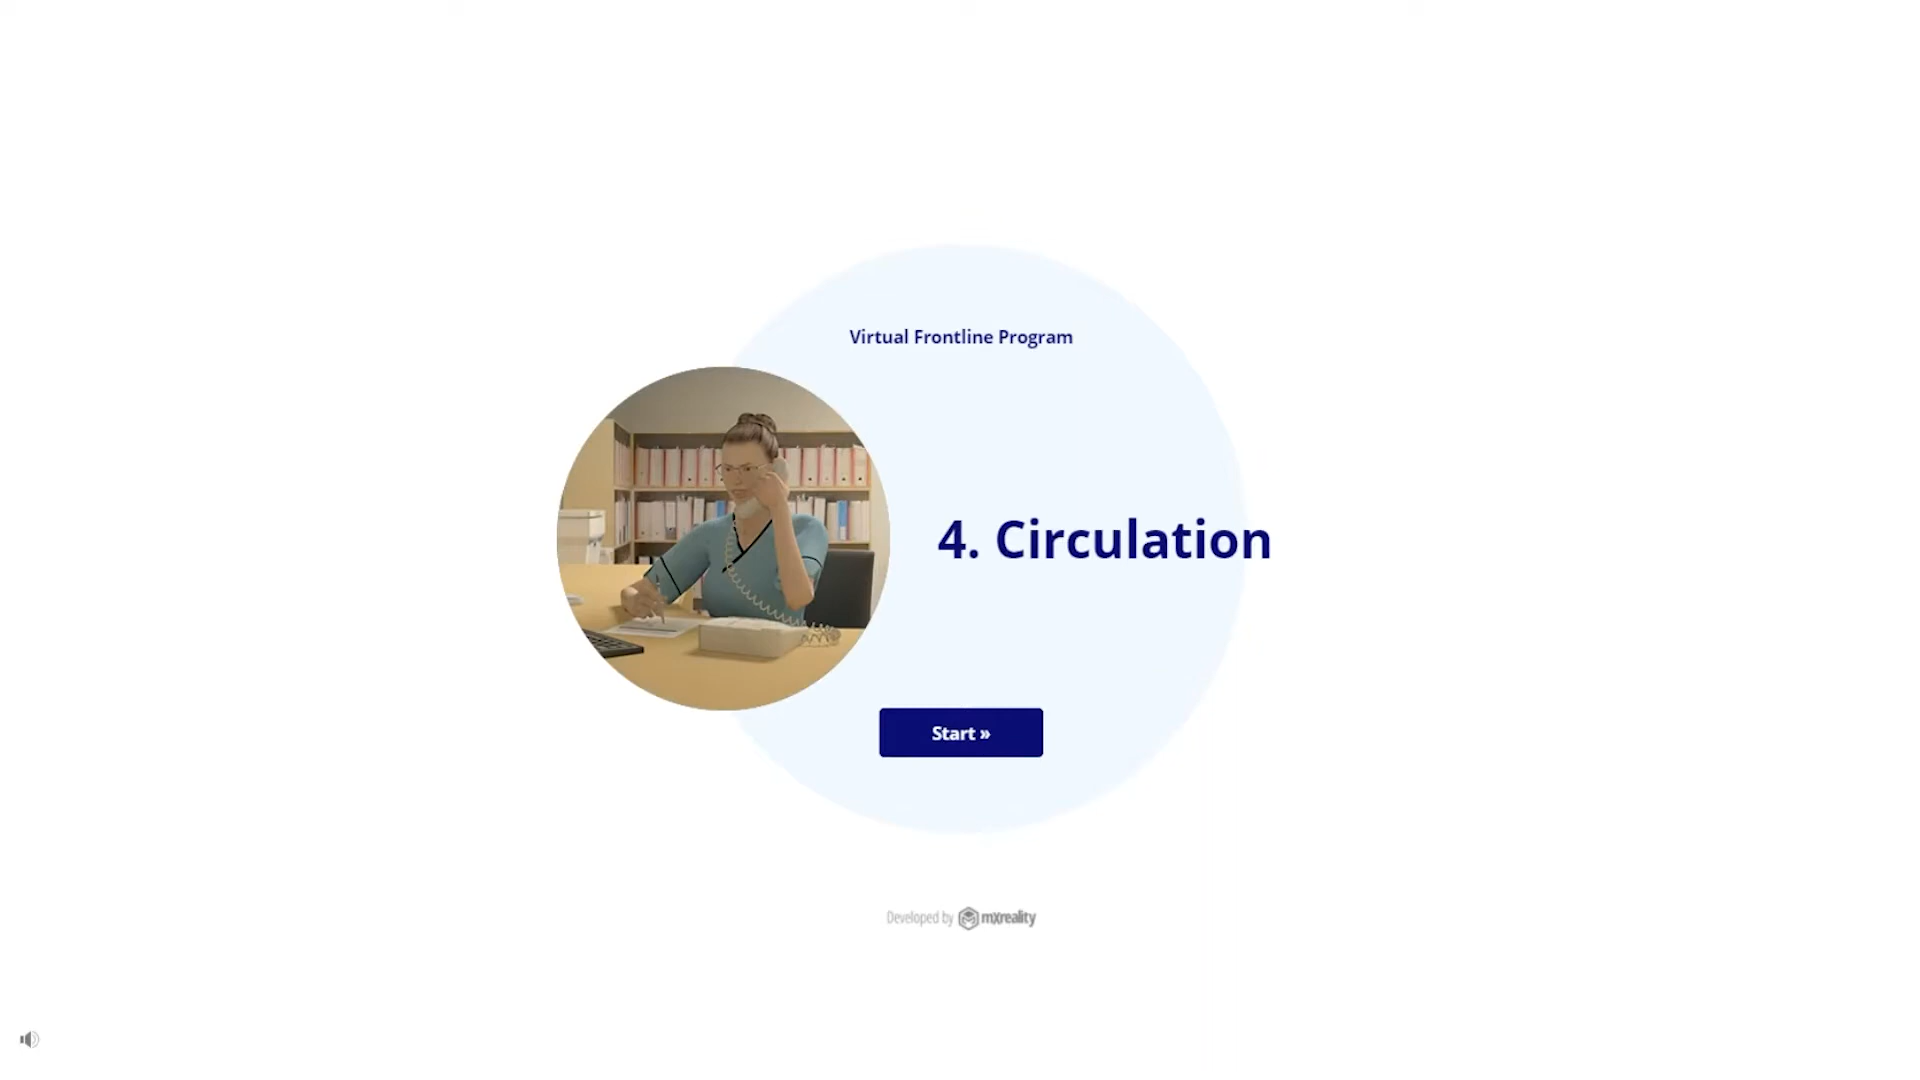 Virtual Frontline Program
4. Circulation
Start »
Developed by mxreality